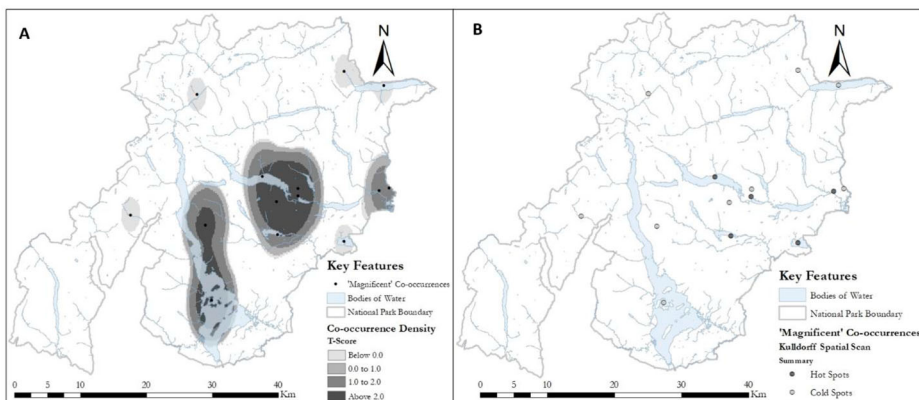 A
N
Key Features
'Magnificent' Co-occurrences
Bodies of Water
National Park Boundary
Co-occurrence Density
T-Score
Below 0.0
0.0 to 1.0
1.0 to 2.0
Above 2.0
0 10 20 30 40
Km
B
N
Key Features
Bodies of Water
National Park Boundary
'Magnificent' Co-occurrences
Kulldorff Spatial Scan
Summary
Hot Spots
Cold Spots
0 10 20 30 40
Km